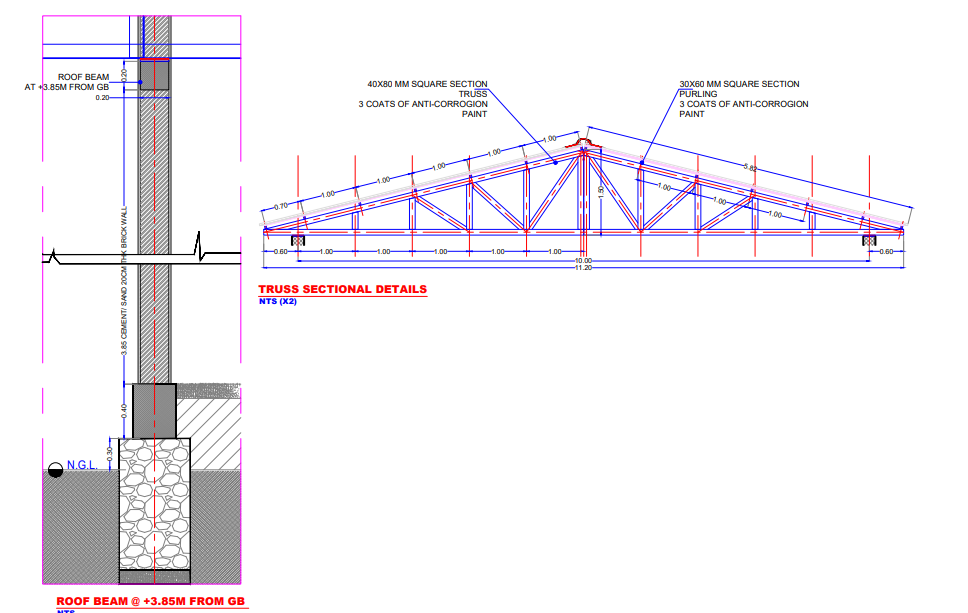 ROOF BEAM
AT +3.85M FROM GB
0.20
0.20
3.85 CEMENT/ SAND 200CM THK BRICK WALL
0.40
0.30
N.G.L.
ROOF BEAM @ +3.85M FROM GB
NTS
40X80 MM SQUARE SECTION
TRUSS
3 COATS OF ANTI-CORROGION
PAINT
30X60 MM SQUARE SECTION
PURLING
3 COATS OF ANTI-CORROGION
PAINT
0.70
1.00
1.00
1.00
1.00
1.00
5.82
1.00
1.00
1.00
1.50
0.60
1.00
1.00
1.00
1.00
1.00
0.60
10.00
11.20
TRUSS SECTIONAL DETAILS
NTS (X2)